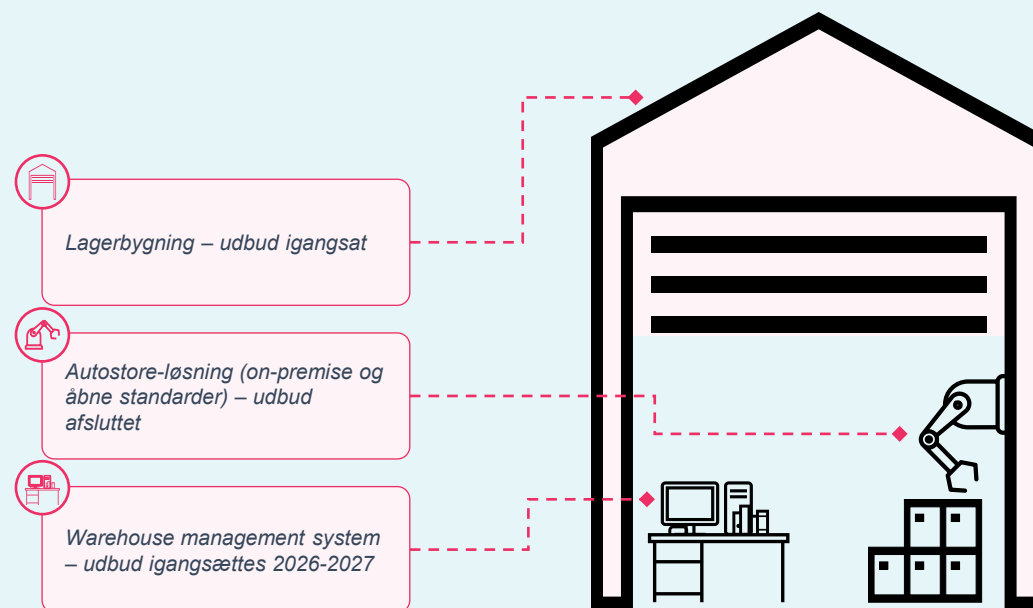 Lagerbygning – udbud igangsat
Autostore-løsning (on-premise og
åbne standarder) – udbud
afsluttet
Warehouse management system
– udbud igangsættes 2026-2027